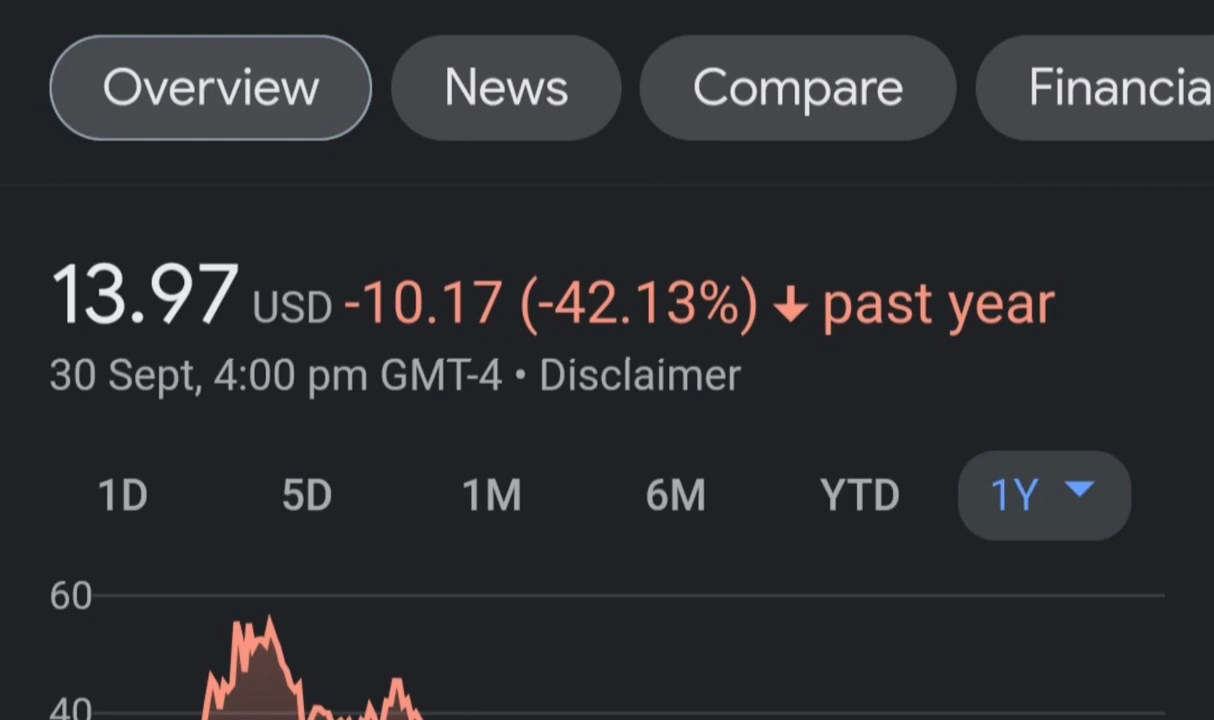 Overview News Compare Financia
13.97 USD -10.17 (-42.13%) ↓ past year
30 Sept, 4:00 pm GMT-4 • Disclaimer
1D 5D 1M 6M YTD 1Y
60
40